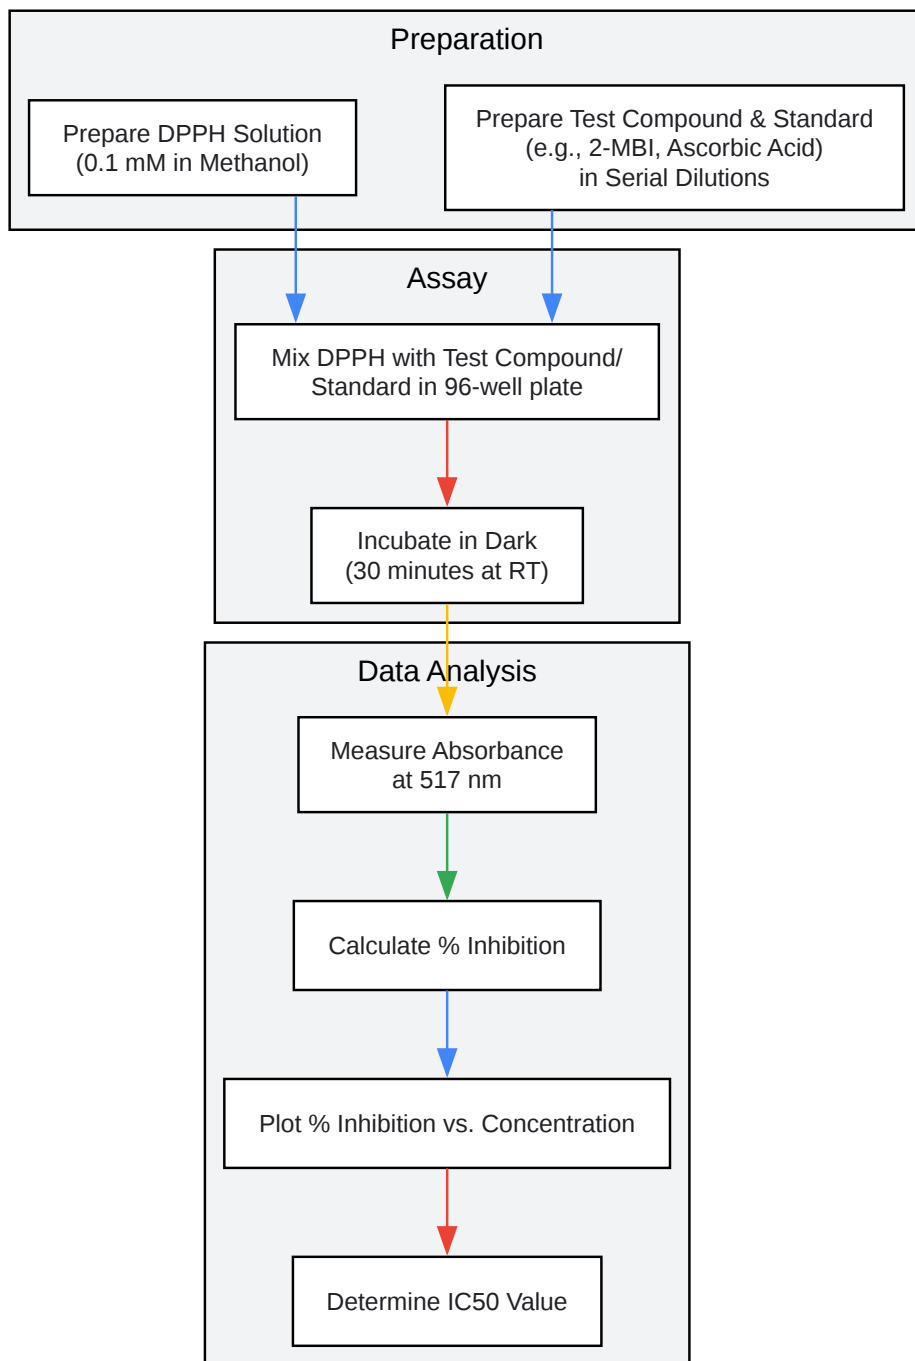 Preparation
Prepare DPPH Solution
(0.1 mM in Methanol)
Prepare Test Compound & Standard
(e.g., 2-MBI, Ascorbic Acid)
in Serial Dilutions
Assay
Mix DPPH with Test Compound/
Standard in 96-well plate
Incubate in Dark
(30 minutes at RT)
Data Analysis
Measure Absorbance
at 517 nm
Calculate % Inhibition
Plot % Inhibition vs. Concentration
Determine IC50 Value